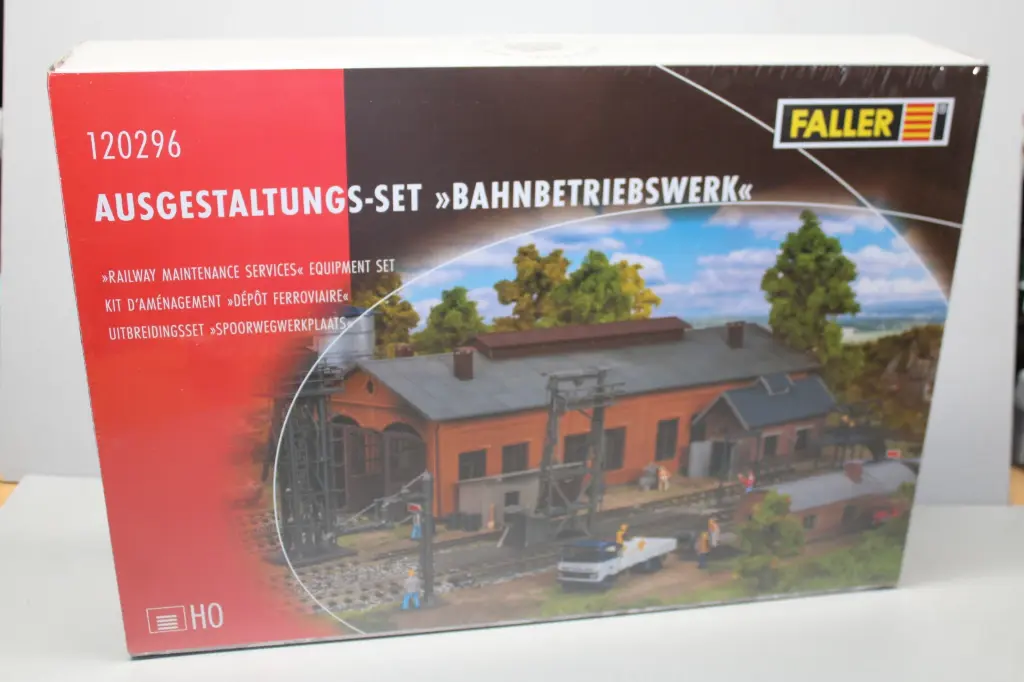 120296
FALLER
AUSGESTALTUNGS-SET »BAHNBETRIEBSWERK«
»RAILWAY MAINTENANCE SERVICES« EQUIPMENT SET
KIT D'AMÉNAGEMENT »DÉPÔT FERROVIAIRE«
UITBREIDINGSSET »SPOORWEGWERKPLAATS«
HO